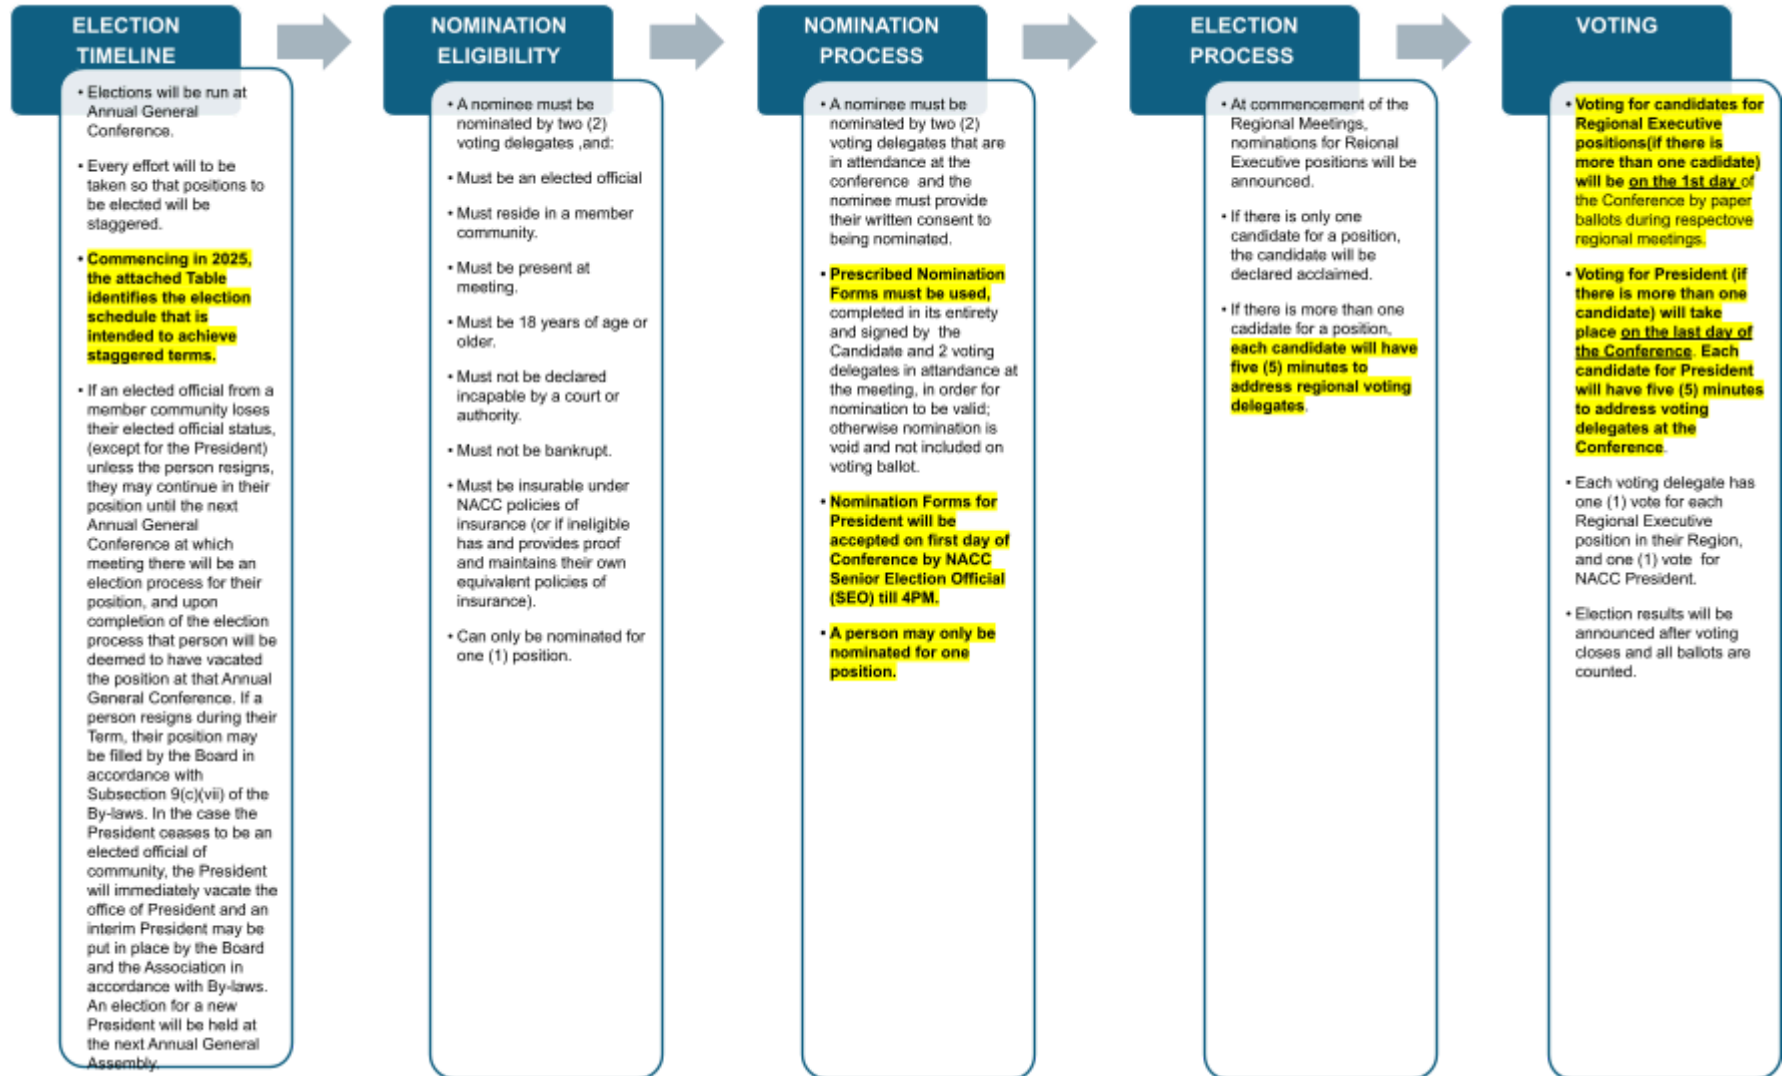 ELECTION
TIMELINE
• Elections will be run at
Annual General
Conference.
• Every effort will to be
taken so that positions to
be elected will be
staggered.
• Commencing in 2025,
the attached Table
identifies the election
schedule that is
intended to achieve
staggered terms.
• If an elected official from a
member community loses
their elected official status,
(except for the President)
unless the person resigns,
they may continue in their
position until the next
Annual General
Conference at which
meeting there will be an
election process for their
position, and upon
completion of the election
process that person will be
deemed to have vacated
the position at that Annual
General Conference. If a
person resigns during their
Term, their position may
be filled by the Board in
accordance with
Subsection 9(c)(vii) of the
By-laws. In the case the
President ceases to be an
elected official of
community, the President
will immediately vacate the
office of President and an
interim President may be
put in place by the Board
and the Association in
accordance with By-laws.
An election for a new
President will be held at
the next Annual General
Assembly.
NOMINATION
ELIGIBILITY
• A nominee must be
nominated by two (2)
voting delegates ,and:
• Must be an elected official
• Must reside in a member
community.
• Must be present at
meeting.
• Must be 18 years of age or
older.
• Must not be declared
incapable by a court or
authority.
• Must not be bankrupt.
• Must be insurable under
NACC policies of
insurance (or if ineligible
has and provides proof
and maintains their own
equivalent policies of
insurance).
• Can only be nominated for
one (1) position.
NOMINATION
PROCESS
• A nominee must be
nominated by two (2)
voting delegates that are
in attendance at the
conference and the
nominee must provide
their written consent to
being nominated.
• Prescribed Nomination
Forms must be used,
completed in its entirety
and signed by the
Candidate and 2 voting
delegates in attandance at
the meeting, in order for
nomination to be valid;
otherwise nomination is
void and not included on
voting ballot.
• Nomination Forms for
President will be
accepted on first day of
Conference by NACC
Senior Election Official
(SEO) till 4PM.
• A person may only be
nominated for one
position.
ELECTION
PROCESS
• At commencement of the
Regional Meetings,
nominations for Reional
Executive positions will be
announced.
• If there is only one
candidate for a position,
the candidate will be
declared acclaimed.
• If there is more than one
cadidate for a position,
each candidate will have
five (5) minutes to
address regional voting
delegates.
VOTING
• Voting for candidates for
Regional Executive
positions(if there is
more than one cadidate)
will be on the 1st day of
the Conference by paper
ballots during respectove
regional meetings.
• Voting for President (if
there is more than one
candidate) will take
place on the last day of
the Conference. Each
candidate for President
will have five (5) minutes
to address voting
delegates at the
Conference.
• Each voting delegate has
one (1) vote for each
Regional Executive
position in their Region,
and one (1) vote for
NACC President.
• Election results will be
announced after voting
closes and all ballots are
counted.